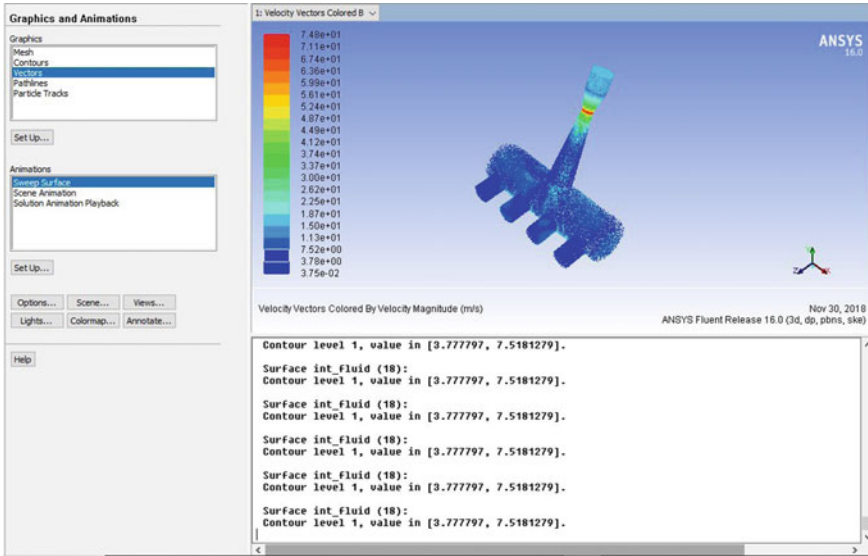 Graphics and Animations
Graphics
Mesh
Contours
Vectors
Pathlines
Particle Tracks
Set Up...
Animations
Sweep Surface
Scene Animation
Solution Animation Playback
Set Up...
Options... Scene... Views...
Lights... Colormap... Annotate...
Help
1: Velocity Vectors Colored B
ANSYS
16.0
7.48e+01
7.11e+01
6.74e+01
6.36e+01
5.99e+01
5.61e+01
5.24e+01
4.87e+01
4.49e+01
4.12e+01
3.74e+01
3.37e+01
3.00e+01
2.62e+01
2.25e+01
1.87e+01
1.50e+01
1.13e+01
7.52e+00
3.78e+00
3.75e-02
Y
Z X
Velocity Vectors Colored By Velocity Magnitude (m/s)
Nov 30, 2018
ANSYS Fluent Release 16.0 (3d, dp, pbns, ske)
Contour level 1, value in [3.777797, 7.5181279].
Surface int_fluid (18):
Contour level 1, value in [3.777797, 7.5181279].
Surface int_fluid (18):
Contour level 1, value in [3.777797, 7.5181279].
Surface int_fluid (18):
Contour level 1, value in [3.777797, 7.5181279].
Surface int_fluid (18):
Contour level 1, value in [3.777797, 7.5181279].
Surface int_fluid (18):
Contour level 1, value in [3.777797, 7.5181279].